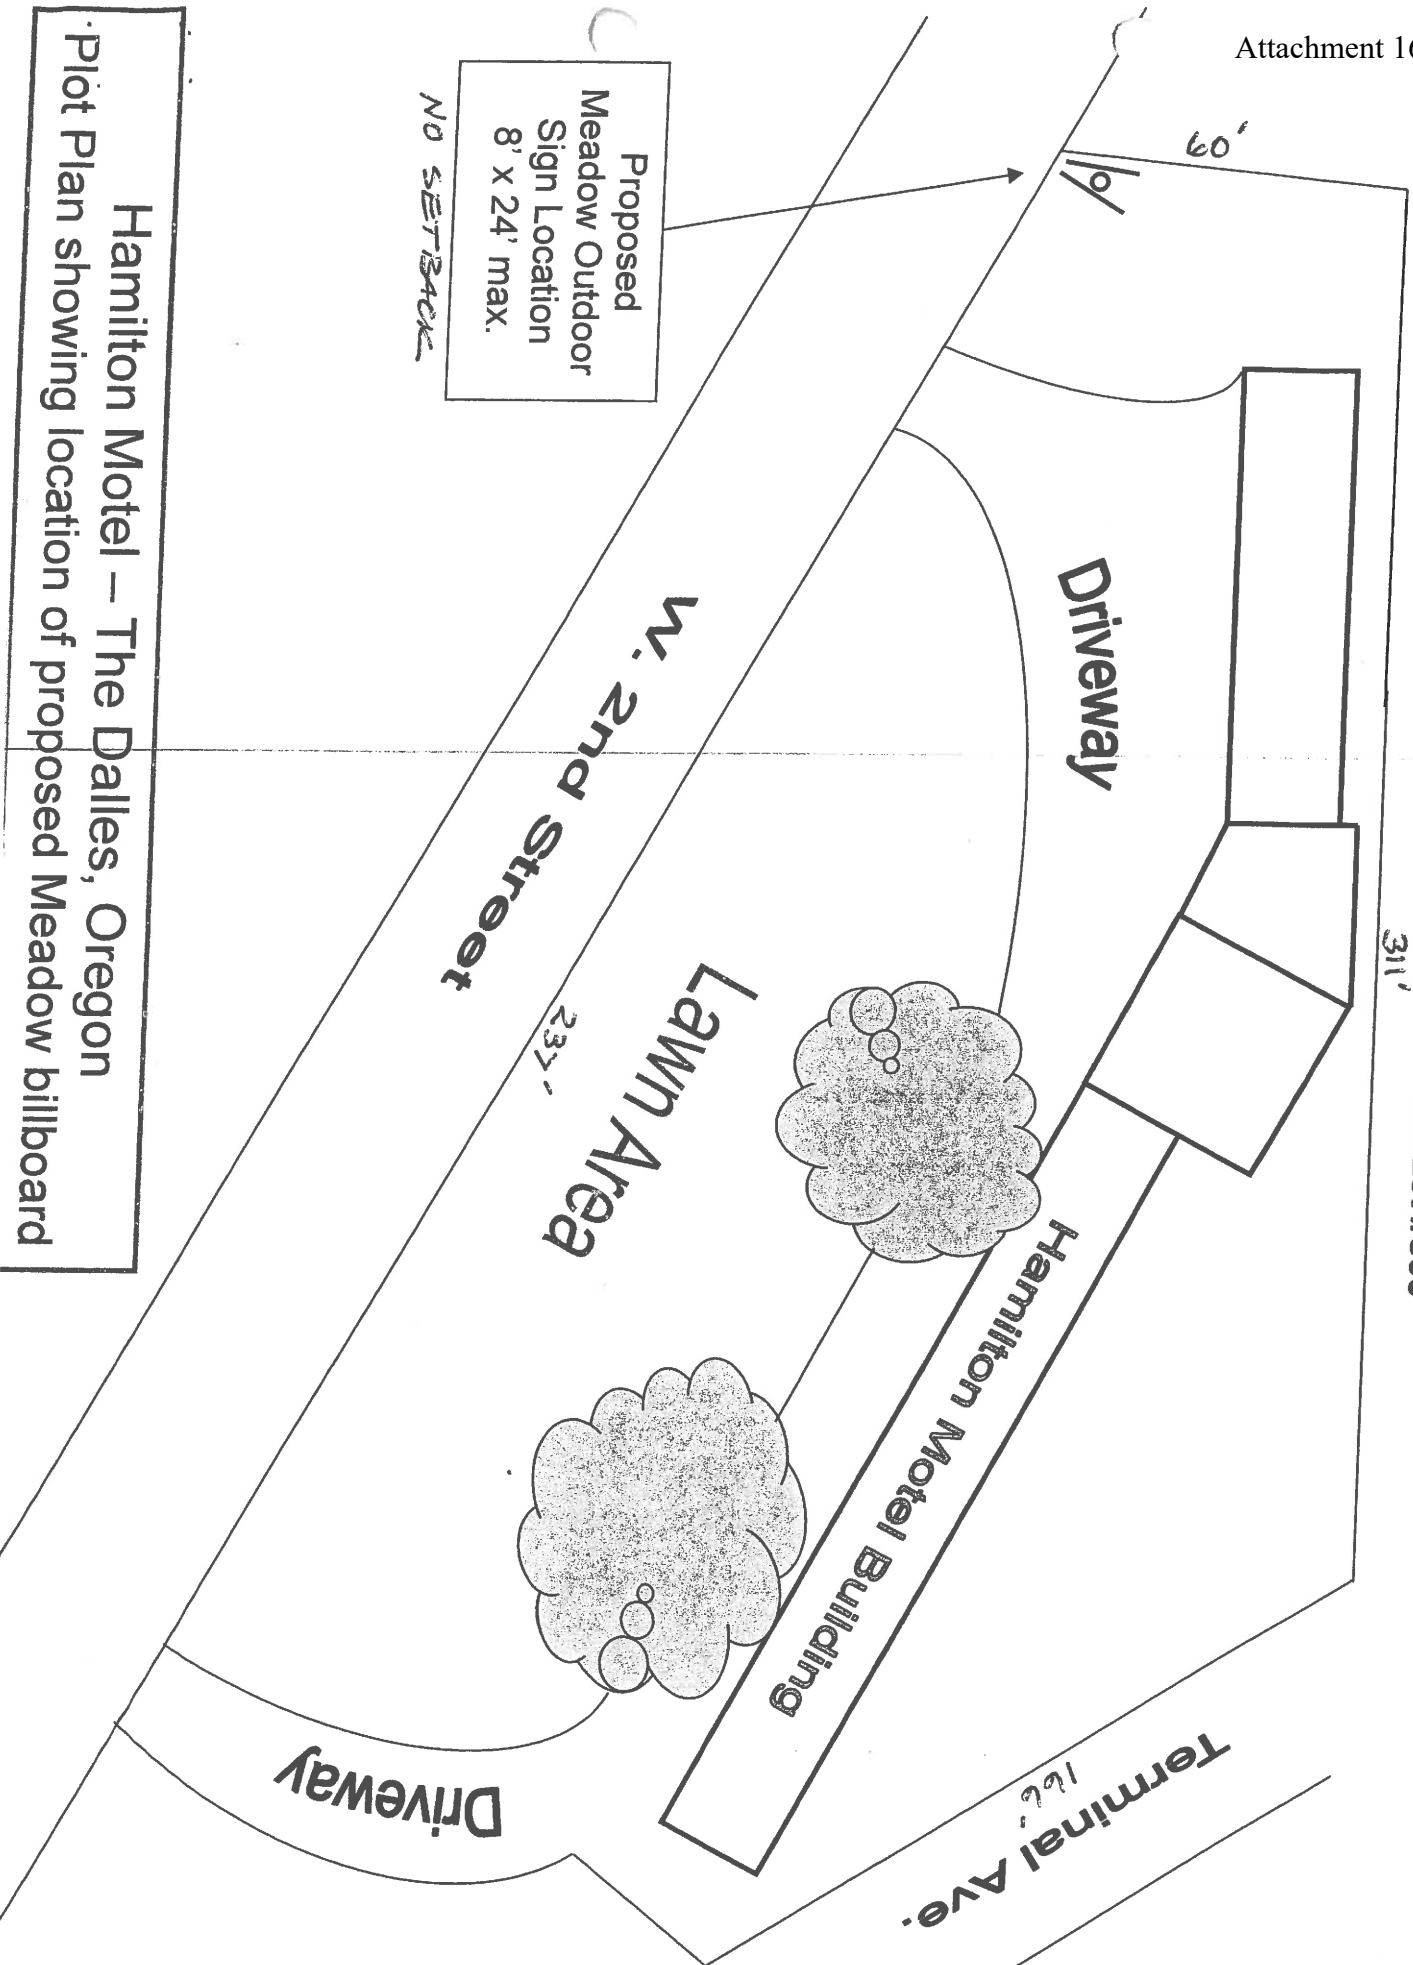 Attachment 16
60'
Proposed
Meadow Outdoor
Sign Location
8' x 24' max.
NO SETBACK
Driveway
311'
W. 2nd Street
237'
Lawn Area
Hamilton Motel Building
Driveway
166'
Terminal Ave.
Hamilton Motel – The Dalles, Oregon
Plot Plan showing location of proposed Meadow billboard